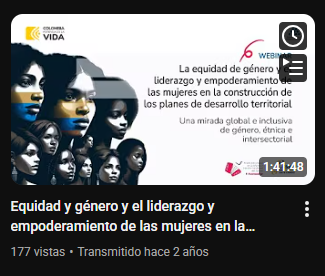 COLOMBIA
VIDA
WEBINAR
La equidad de género y el
liderazgo y empoderamiento de
las mujeres en la construcción de
los planes de desarrollo territorial
Una mirada global e inclusiva
de género, étnica e
intersectorial
1:41:48
Equidad y género y el liderazgo y
empoderamiento de las mujeres en la...
177 vistas • Transmitido hace 2 años